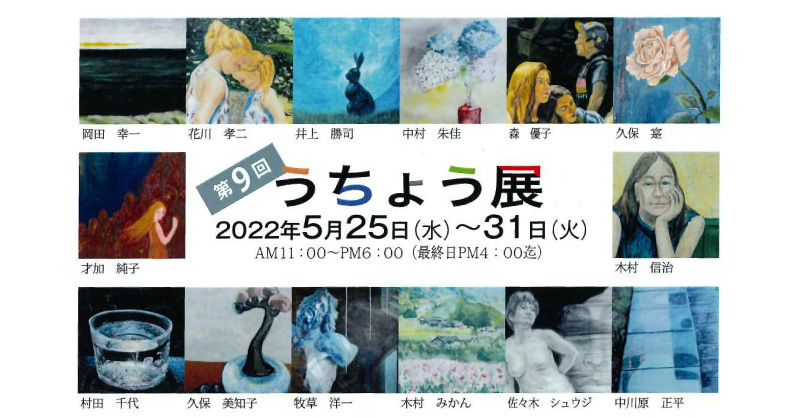 岡田 幸一
花川 孝二
井上 勝司
中村 朱佳
森 優子
久保 寔
第9回
うちょう展
2022年5月25日(水)～31日(火)
AM11:00～PM6:00(最終日PM4:00迄)
才加 純子
木村 信治
村田 千代
久保 美知子
牧草 洋一
木村 みかん
佐々木 シュウジ
中川原 正平